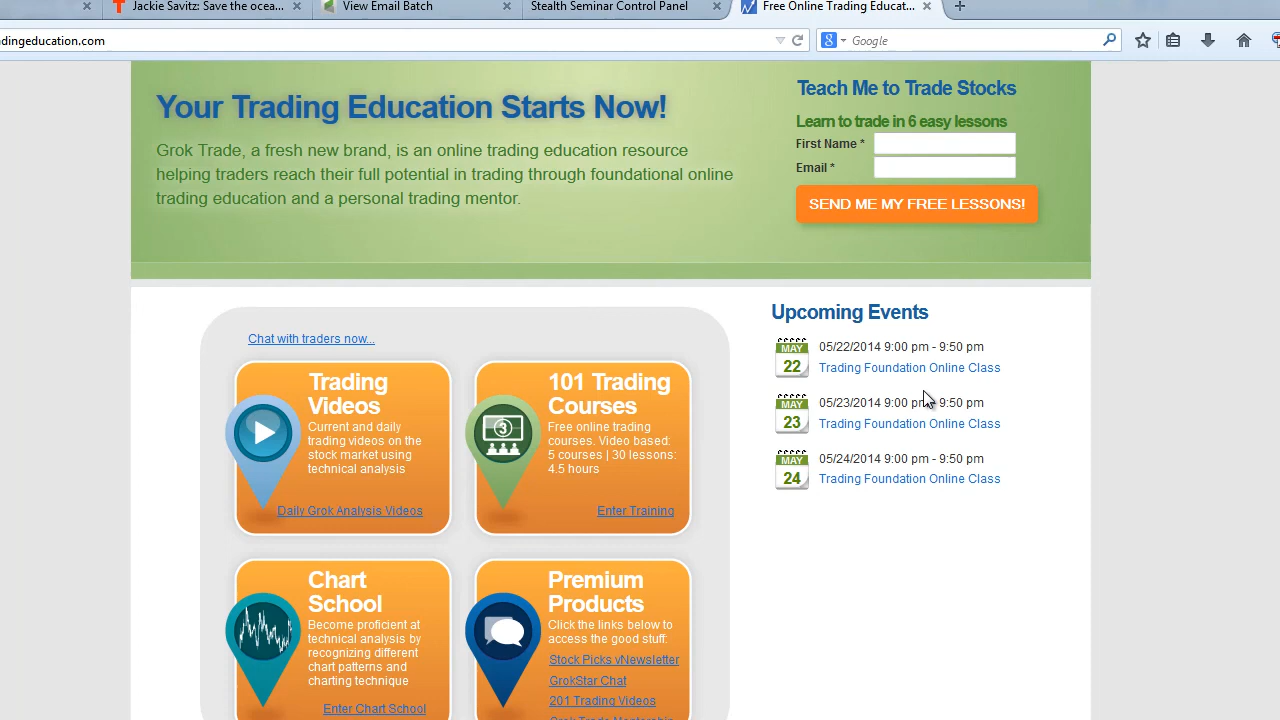 Jackie Savitz: Save the ocea...
View Email Batch
Stealth Seminar Control Panel
Free Online Trading Educat...
dingeducation.com
Google
Your Trading Education Starts Now!
Grok Trade, a fresh new brand, is an online trading education resource
helping traders reach their full potential in trading through foundational online
trading education and a personal trading mentor.
Teach Me to Trade Stocks
Learn to trade in 6 easy lessons
First Name *
Email *
SEND ME MY FREE LESSONS!
Chat with traders now...
Trading
Videos
Current and daily
trading videos on the
stock market using
technical analysis
Daily Grok Analysis Videos
3
101 Trading
Courses
Free online trading
courses. Video based:
5 courses | 30 lessons:
4.5 hours
Enter Training
Chart
School
Become proficient at
technical analysis by
recognizing different
chart patterns and
charting technique
Enter Chart School
Premium
Products
Click the links below to
access the good stuff:
Stock Picks vNewsletter
GrokStar Chat
201 Trading Videos
Grok Trade Mentorship
Upcoming Events
MAY
22
05/22/2014 9:00 pm - 9:50 pm
Trading Foundation Online Class
MAY
23
05/23/2014 9:00 pm - 9:50 pm
Trading Foundation Online Class
MAY
24
05/24/2014 9:00 pm - 9:50 pm
Trading Foundation Online Class